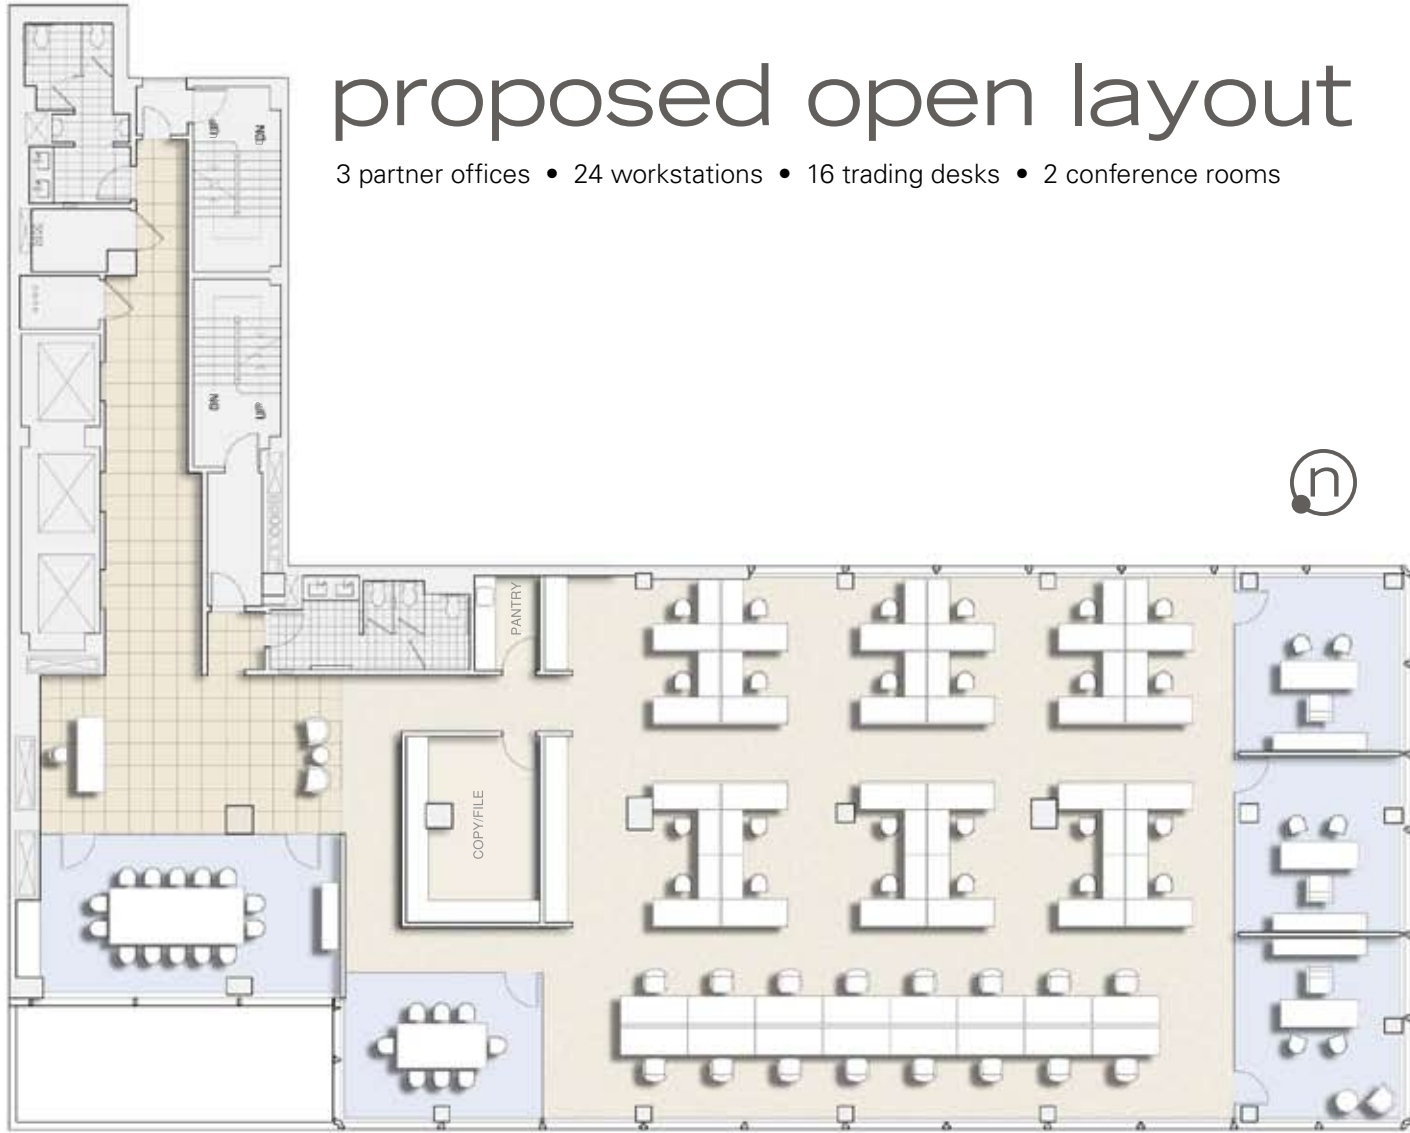 proposed open layout
3 partner offices • 24 workstations • 16 trading desks • 2 conference rooms
UP
DN
DN
UP
n
PANTRY
COPY/FILE